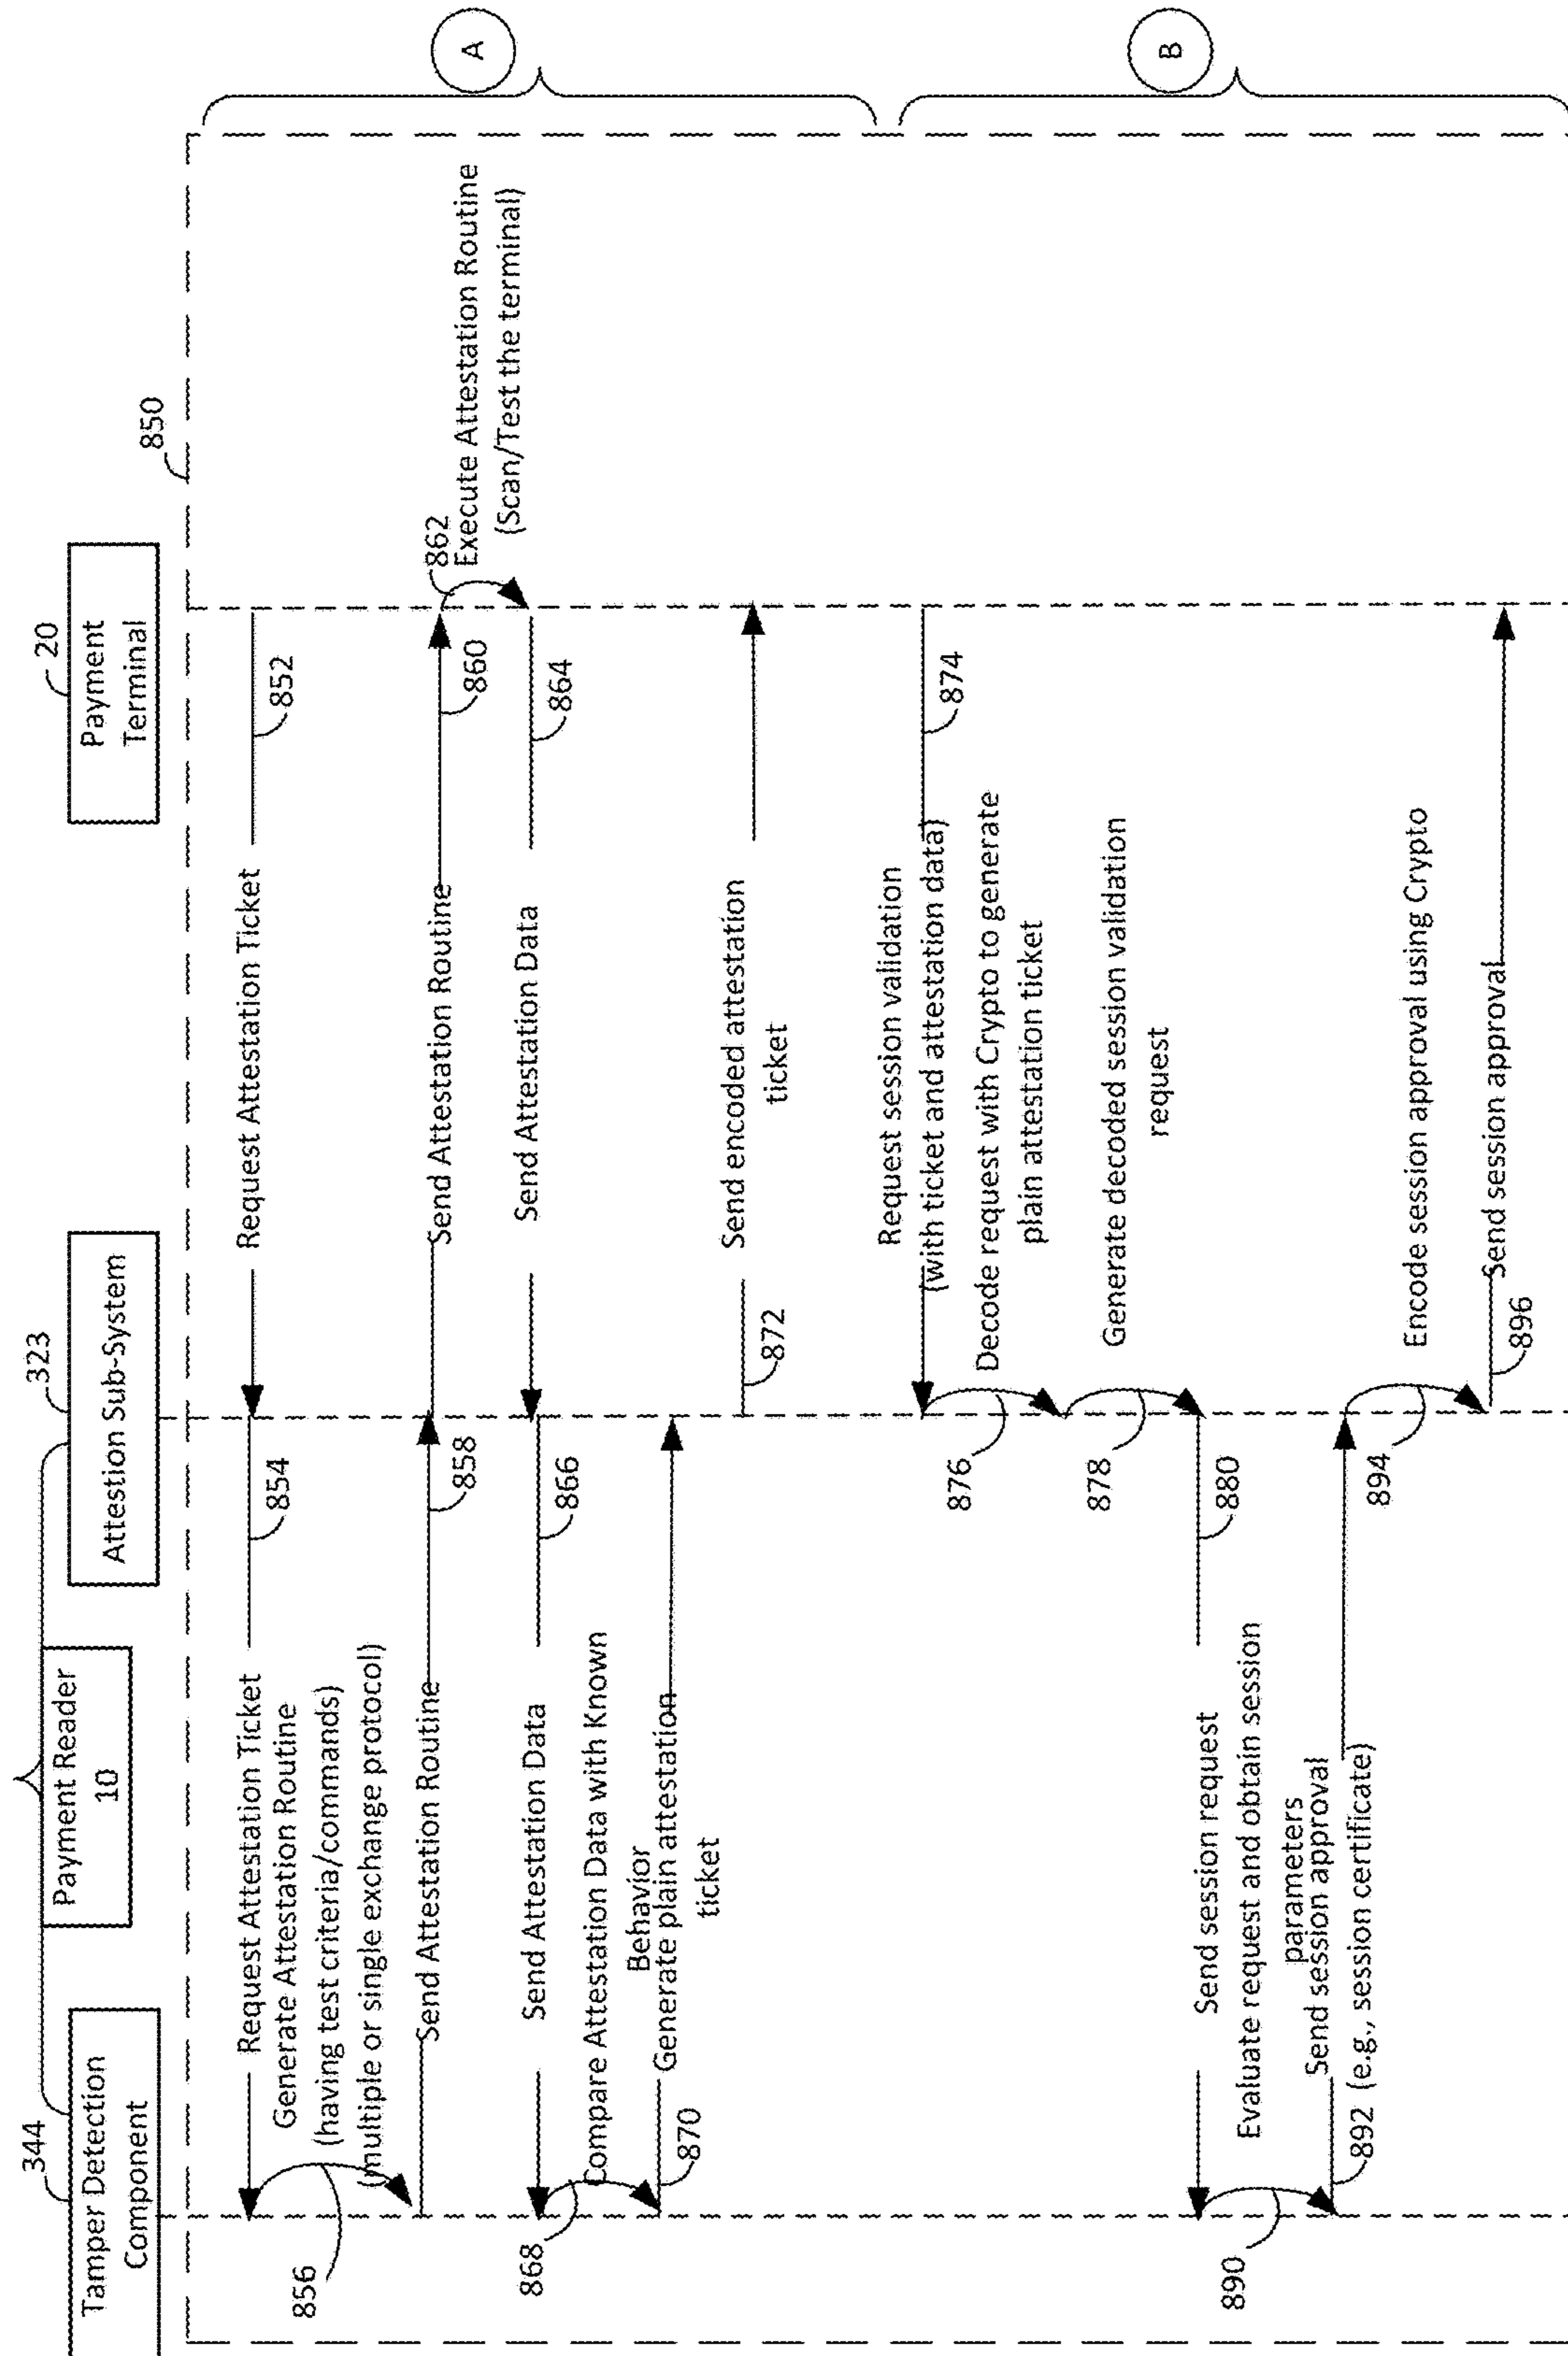 344
Tamper Detection
Component
Payment Reader
10
323
Attestion Sub-System
20
Payment
Terminal
850
Request Attestation Ticket
852
Request Attestation Ticket
854
Generate Attestation Routine
(having test criteria/commands)
(multiple or single exchange protocol)
856
Send Attestation Routine
858
Send Attestation Routine
860
862
Execute Attestation Routine
(Scan/Test the terminal)
Send Attestation Data
864
Send Attestation Data
866
Compare Attestation Data with Known
Behavior
868
Generate plain attestation
ticket
870
Send encoded attestation
ticket
872
A
Request session validation
(with ticket and attestation data)
874
Decode request with Crypto to generate
plain attestation ticket
876
Generate decoded session validation
request
878
Send session request
880
Evaluate request and obtain session
parameters
890
Send session approval
(e.g., session certificate)
892
Encode session approval using Crypto
894
Send session approval
896
B